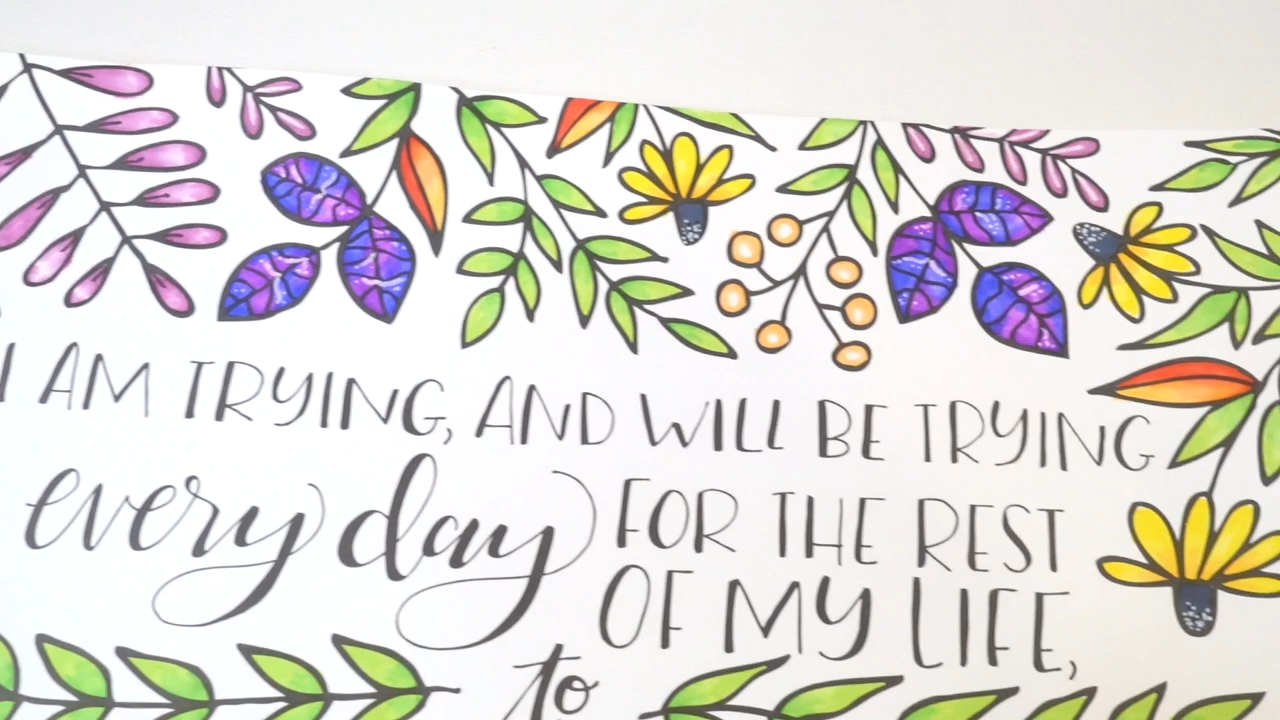 I AM TRYING, AND WILL BE TRYING
every day FOR THE REST
OF MY LIFE,
to